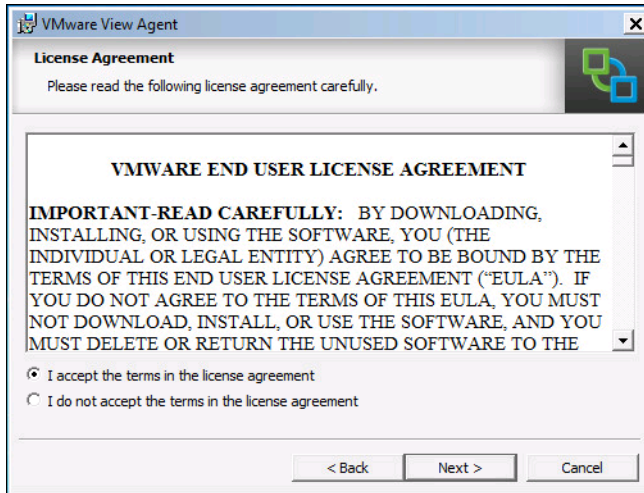 VMware View Agent
License Agreement
Please read the following license agreement carefully.
VMWARE END USER LICENSE AGREEMENT
IMPORTANT-READ CAREFULLY: BY DOWNLOADING,
INSTALLING, OR USING THE SOFTWARE, YOU (THE
INDIVIDUAL OR LEGAL ENTITY) AGREE TO BE BOUND BY THE
TERMS OF THIS END USER LICENSE AGREEMENT (“EULA”). IF
YOU DO NOT AGREE TO THE TERMS OF THIS EULA, YOU MUST
NOT DOWNLOAD, INSTALL, OR USE THE SOFTWARE, AND YOU
MUST DELETE OR RETURN THE UNUSED SOFTWARE TO THE
I accept the terms in the license agreement
I do not accept the terms in the license agreement
< Back Next > Cancel